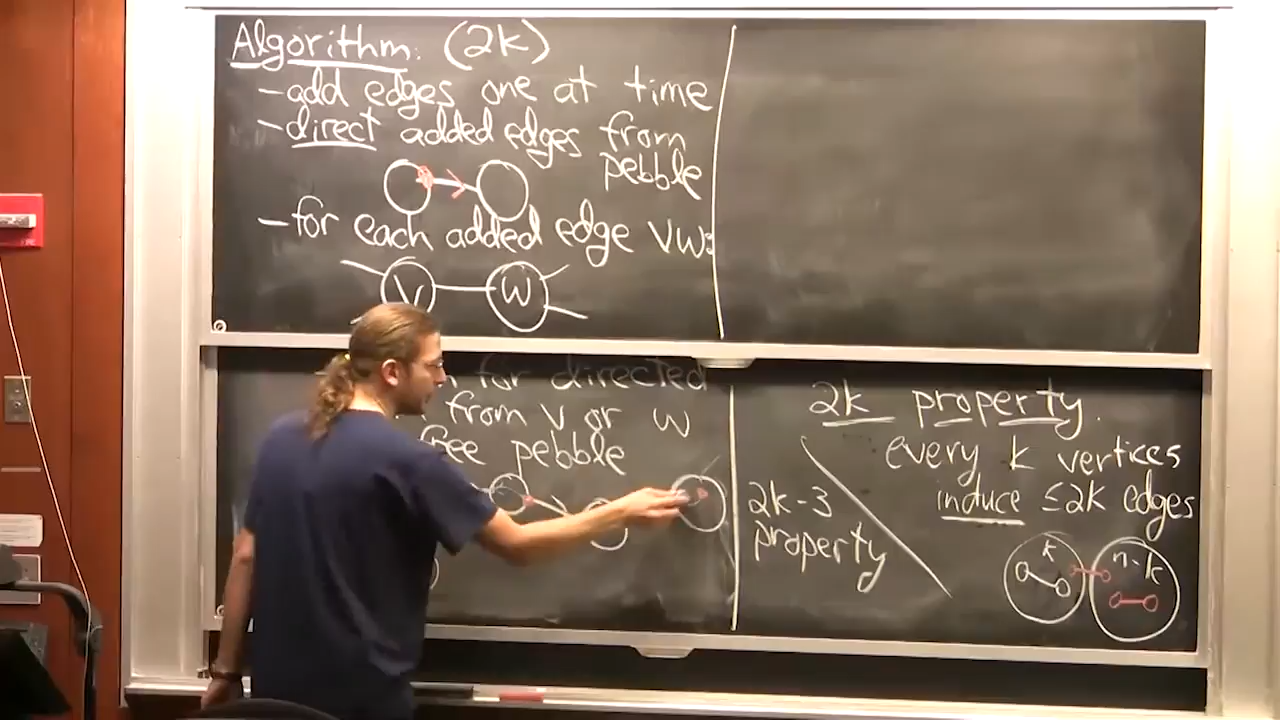 Algorithm: (2k)
- add edges one at time
- direct added edges from
pebble
- for each added edge vw:
V
W
for directed
from v or w
free pebble
2k property.
every k vertices
induce ≤2k edges
2k-3
property
k
n-k